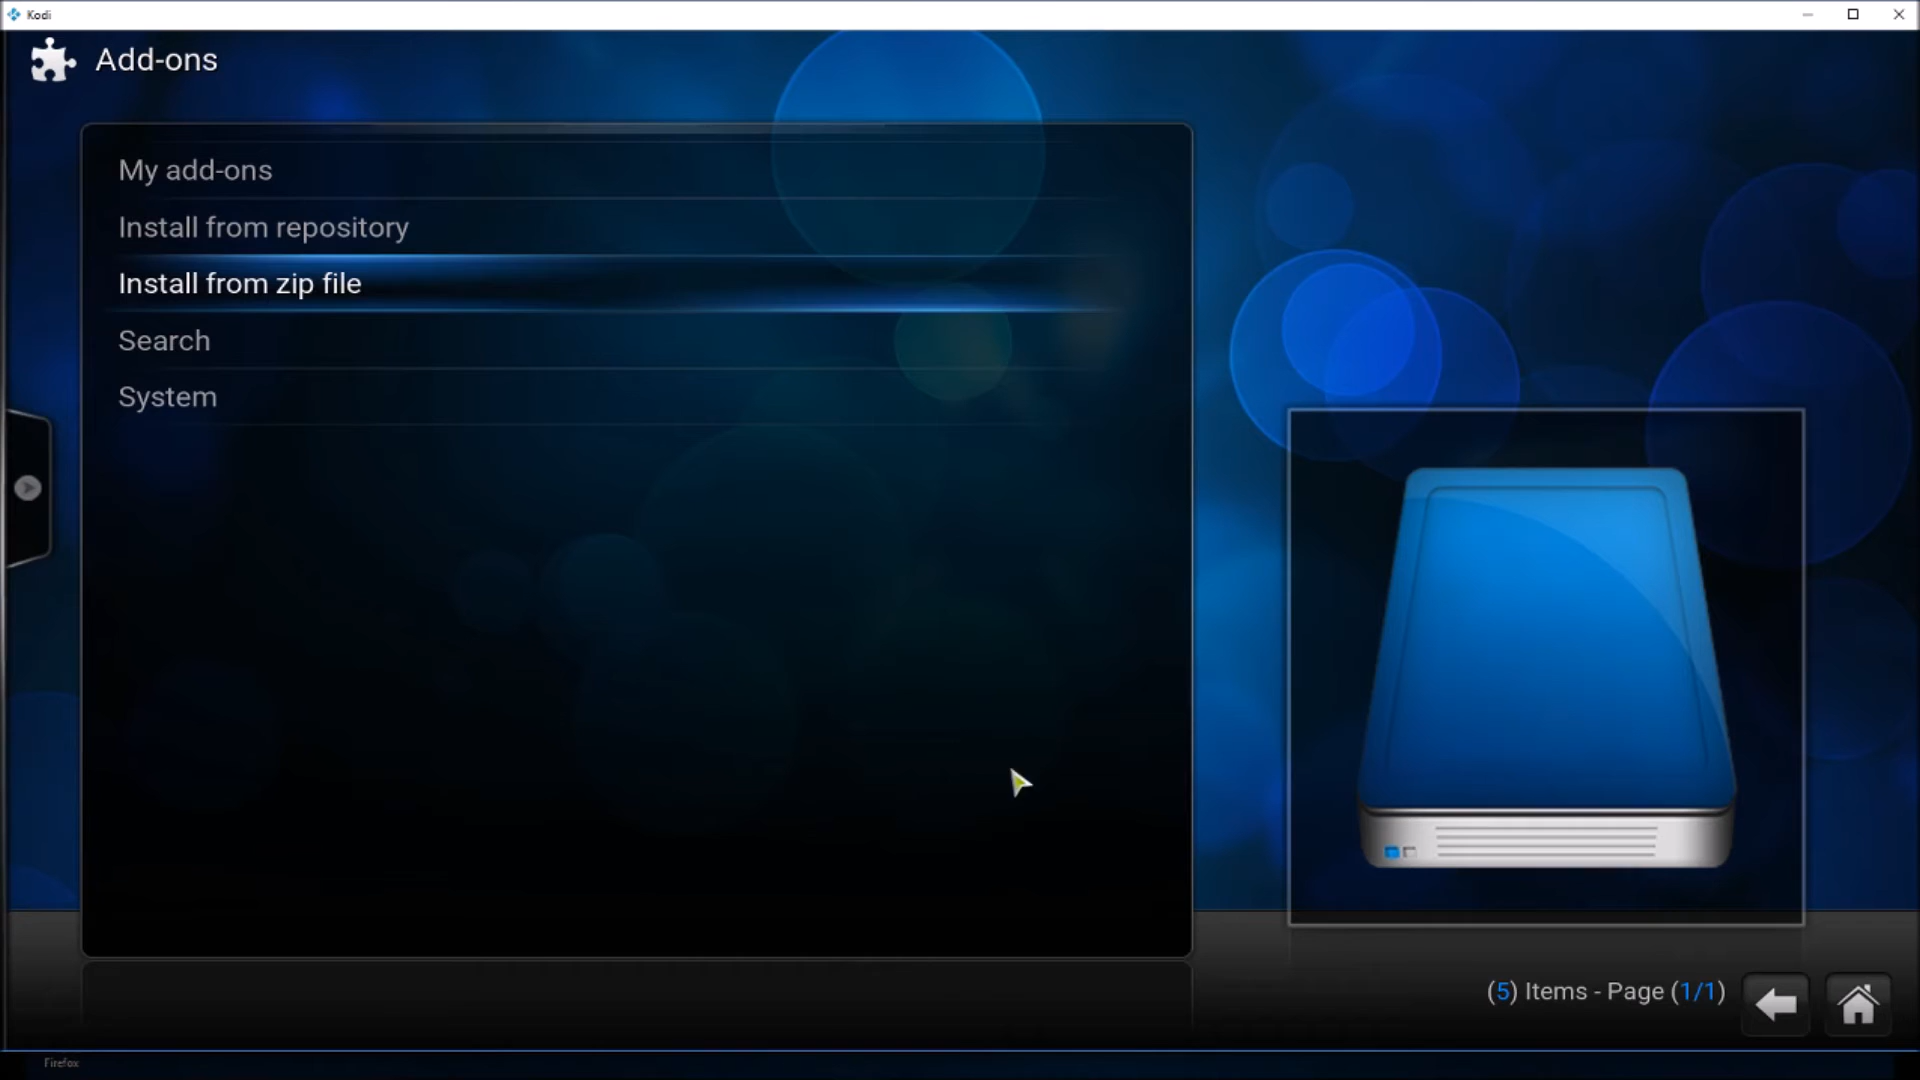 Kodi
Add-ons
My add-ons
Install from repository
Install from zip file
Search
System
(5) Items - Page (1/1)
Firefox